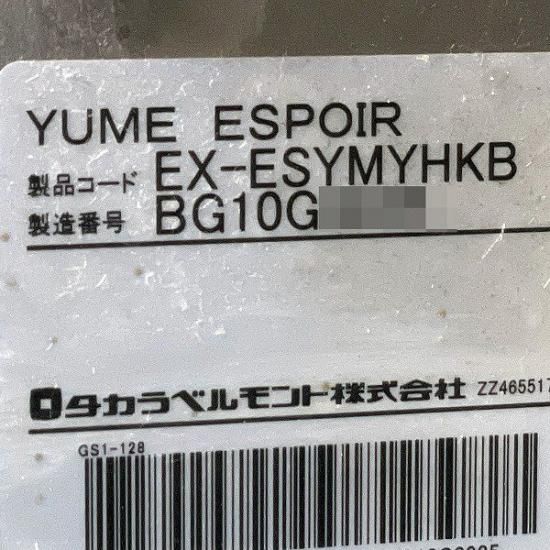 YUME ESPOIR
製品コード EX-ESYMYHKB
製造番号 BG10G
タカラベルモント株式会社 ZZ465517
GS1-128